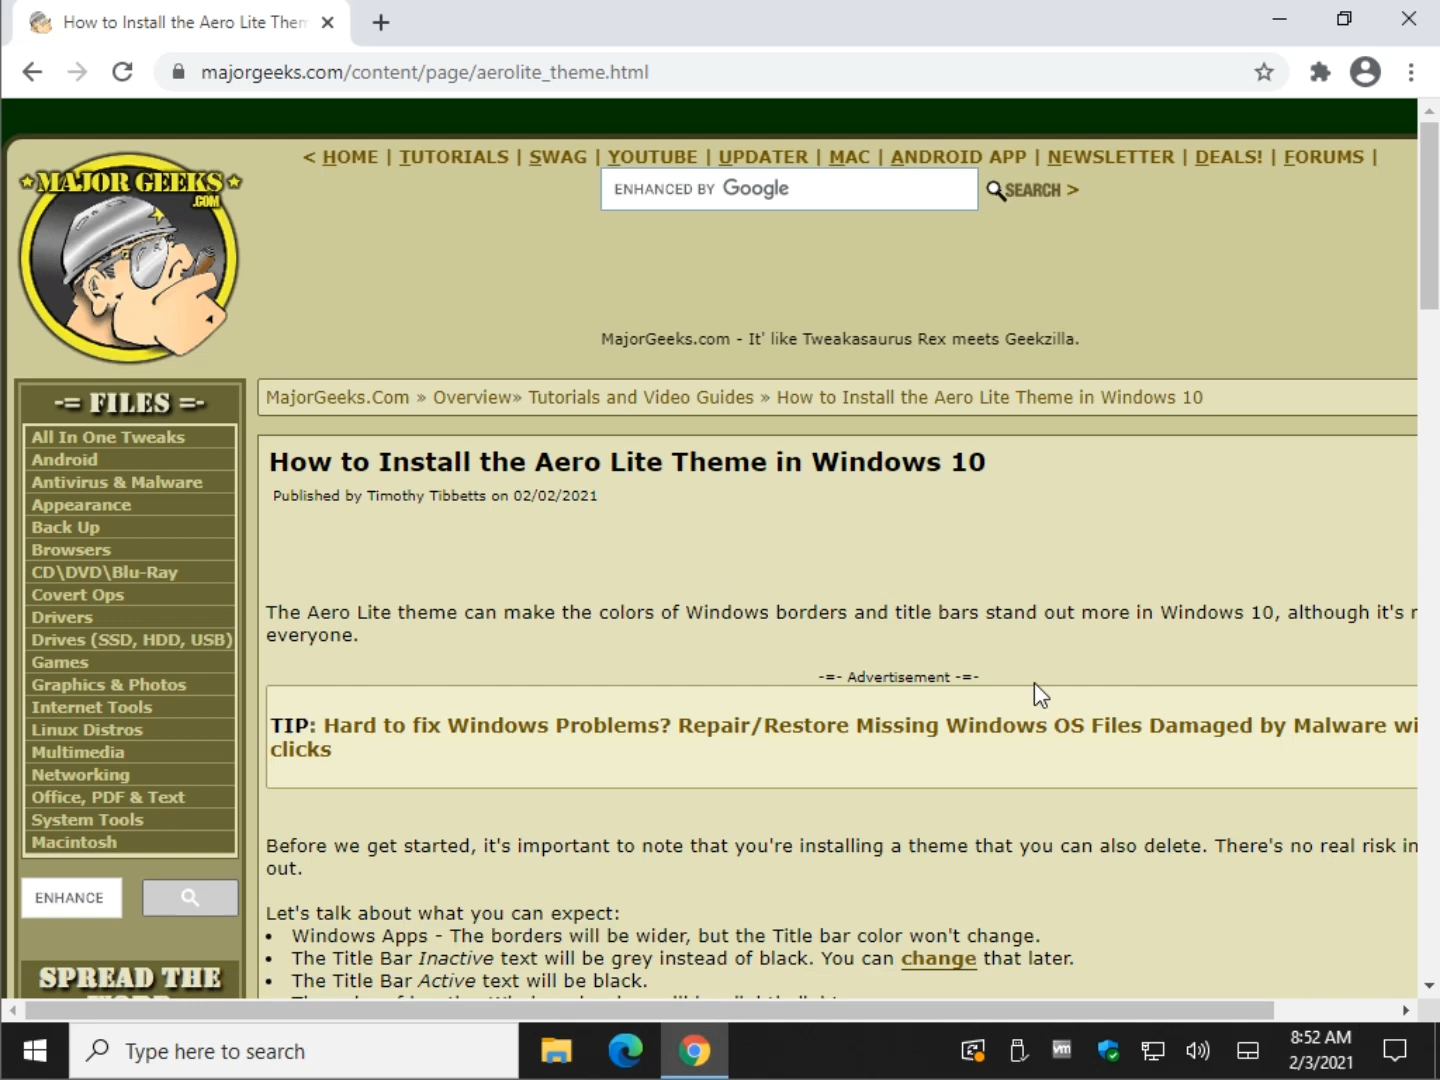 How to Install the Aero Lite Them
majorgeeks.com/content/page/aerolite_theme.html
< HOME | TUTORIALS | SWAG | YOUTUBE | UPDATER | MAC | ANDROID APP | NEWSLETTER | DEALS! | FORUMS |
ENHANCED BY Google
SEARCH >
MAJOR GEEKS
.COM
MajorGeeks.com - It' like Tweakasaurus Rex meets Geekzilla.
-= FILES =-
All In One Tweaks
Android
Antivirus & Malware
Appearance
Back Up
Browsers
CD\DVD\Blu-Ray
Covert Ops
Drivers
Drives (SSD, HDD, USB)
Games
Graphics & Photos
Internet Tools
Linux Distros
Multimedia
Networking
Office, PDF & Text
System Tools
Macintosh
ENHANCE
SPREAD THE
MajorGeeks.Com » Overview» Tutorials and Video Guides » How to Install the Aero Lite Theme in Windows 10
How to Install the Aero Lite Theme in Windows 10
Published by Timothy Tibbetts on 02/02/2021
The Aero Lite theme can make the colors of Windows borders and title bars stand out more in Windows 10, although it's
everyone.
-=- Advertisement -=-
TIP: Hard to fix Windows Problems? Repair/Restore Missing Windows OS Files Damaged by Malware wi
clicks
Before we get started, it's important to note that you're installing a theme that you can also delete. There's no real risk in
out.
Let's talk about what you can expect:
• Windows Apps - The borders will be wider, but the Title bar color won't change.
• The Title Bar Inactive text will be grey instead of black. You can change that later.
• The Title Bar Active text will be black.
Type here to search
vm
8:52 AM
2/3/2021